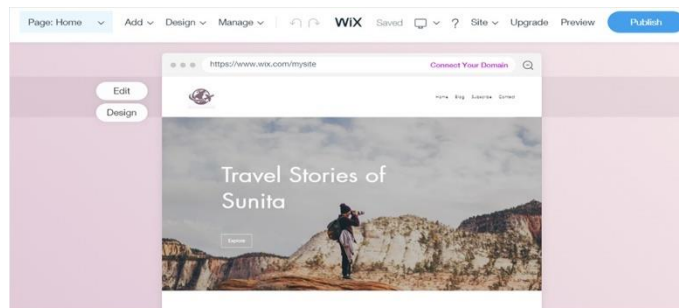 Page: Home Add Design Manage WiX Saved ? Site Upgrade Preview Publish
https://www.wix.com/mysite Connect Your Domain
Edit
Home Blog Subscribe Contact
Design
Travel Stories of
Sunita
Explore